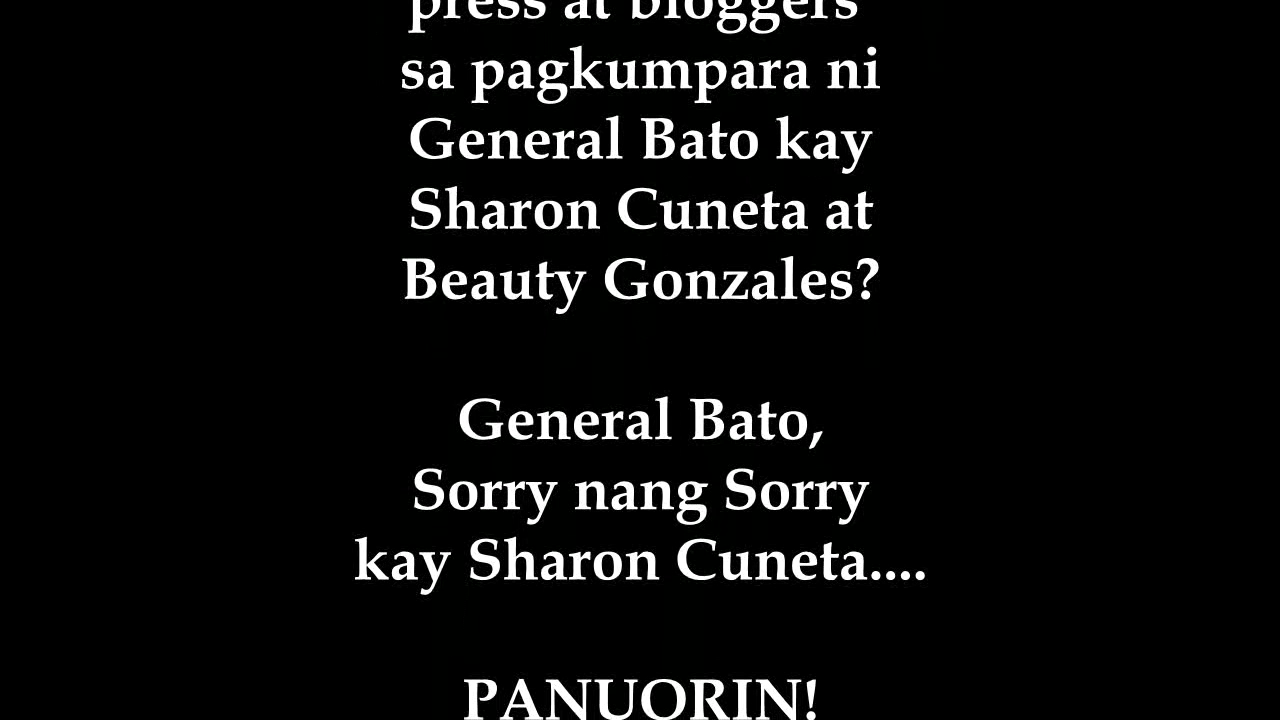 press at bloggers
sa pagkumpara ni
General Bato kay
Sharon Cuneta at
Beauty Gonzales?
General Bato,
Sorry nang Sorry
kay Sharon Cuneta....
PANUORIN!